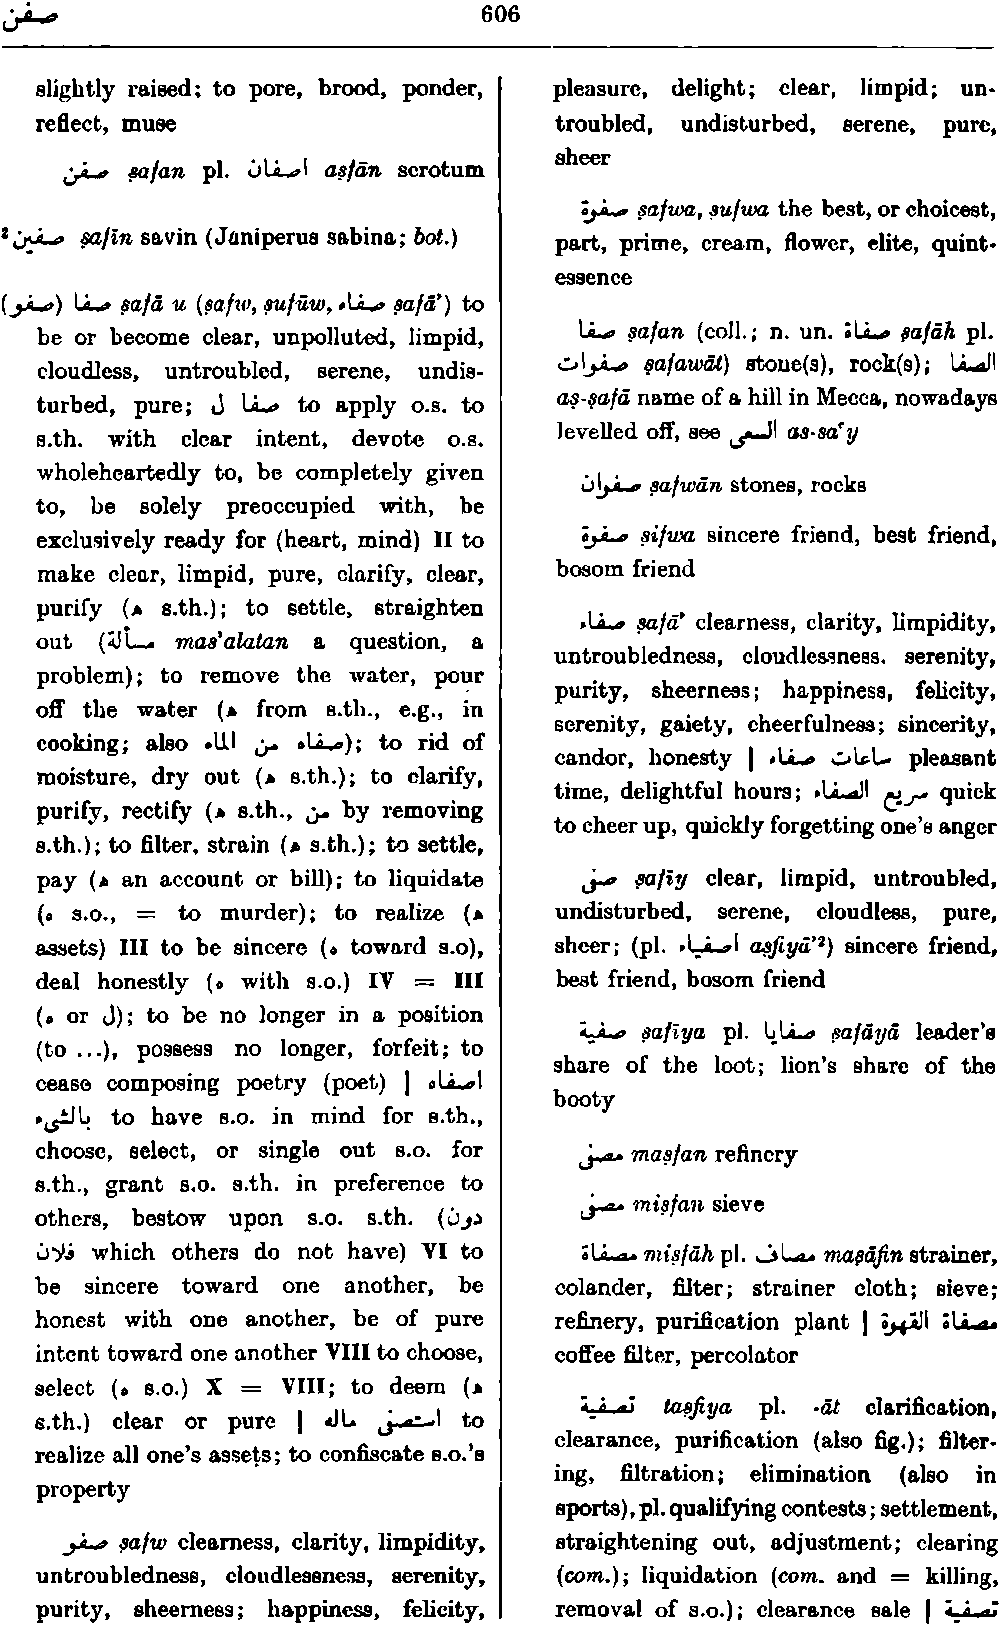 صفن
606
slightly raised; to pore, brood, ponder,
reflect, muse
صفن ṣafan pl. اصفان aṣfān scrotum
صفين² ṣafīn savin (Juniperus sabina; bot.)
(صفو) صفا ṣafā u (ṣafw, ṣufūw, صفاء ṣafā’) to
be or become clear, unpolluted, limpid,
cloudless, untroubled, serene, undis-
turbed, pure; صفا ل to apply o.s. to
s.th. with clear intent, devote o.s.
wholeheartedly to, be completely given
to, be solely preoccupied with, be
exclusively ready for (heart, mind) II to
make clear, limpid, pure, clarify, clear,
purify (ه s.th.); to settle, straighten
out (مسألة mas’alatan a question, a
problem); to remove the water, pour
off the water (ه from s.th., e.g., in
cooking; also صفاه من الماء); to rid of
moisture, dry out (ه s.th.); to clarify,
purify, rectify (ه s.th., من by removing
s.th.); to filter, strain (ه s.th.); to settle,
pay (ه an account or bill); to liquidate
(ه s.o., = to murder); to realize (ه
assets) III to be sincere (ه toward s.o),
deal honestly (ه with s.o.) IV = III
(ه or ل); to be no longer in a position
(to ...), possess no longer, forfeit; to
cease composing poetry (poet) | اصفاه
بالشىء to have s.o. in mind for s.th.,
choose, select, or single out s.o. for
s.th., grant s.o. s.th. in preference to
others, bestow upon s.o. s.th. (دون
فلان which others do not have) VI to
be sincere toward one another, be
honest with one another, be of pure
intent toward one another VIII to choose,
select (ه s.o.) X = VIII; to deem (ه
s.th.) clear or pure | استصفى ماله to
realize all one’s assets; to confiscate s.o.’s
property
صفو ṣafw clearness, clarity, limpidity,
untroubledness, cloudlessness, serenity,
purity, sheerness; happiness, felicity,
pleasure, delight; clear, limpid; un-
troubled, undisturbed, serene, pure,
sheer
صفوة ṣafwa, ṣufwa the best, or choicest,
part, prime, cream, flower, elite, quint-
essence
صفا ṣafan (coll.; n. un. صفاة ṣafāh pl.
صفوات ṣafawāt) stone(s), rock(s); الصفا
aṣ-ṣafā name of a hill in Mecca, nowadays
levelled off, see السعى as-sa‘y
صفوان ṣafwān stones, rocks
صفوة ṣifwa sincere friend, best friend,
bosom friend
صفاء ṣafā’ clearness, clarity, limpidity,
untroubledness, cloudlessness, serenity,
purity, sheerness; happiness, felicity,
serenity, gaiety, cheerfulness; sincerity,
candor, honesty | ساعات صفاء pleasant
time, delightful hours; سريع الصفاء quick
to cheer up, quickly forgetting one’s anger
صفى ṣafīy clear, limpid, untroubled,
undisturbed, serene, cloudless, pure,
sheer; (pl. اصفياء aṣfiyā’²) sincere friend,
best friend, bosom friend
صفية ṣafīya pl. صفايا ṣafāyā leader’s
share of the loot; lion’s share of the
booty
مصفى maṣfan refinery
مصفى miṣfan sieve
مصفاة miṣfāh pl. مصاف maṣāfin strainer,
colander, filter; strainer cloth; sieve;
refinery, purification plant | مصفاة القهوة
coffee filter, percolator
تصفية taṣfiya pl. -āt clarification,
clearance, purification (also fig.); filter-
ing, filtration; elimination (also in
sports), pl. qualifying contests; settlement,
straightening out, adjustment; clearing
(com.); liquidation (com. and = killing,
removal of s.o.); clearance sale | تصفية